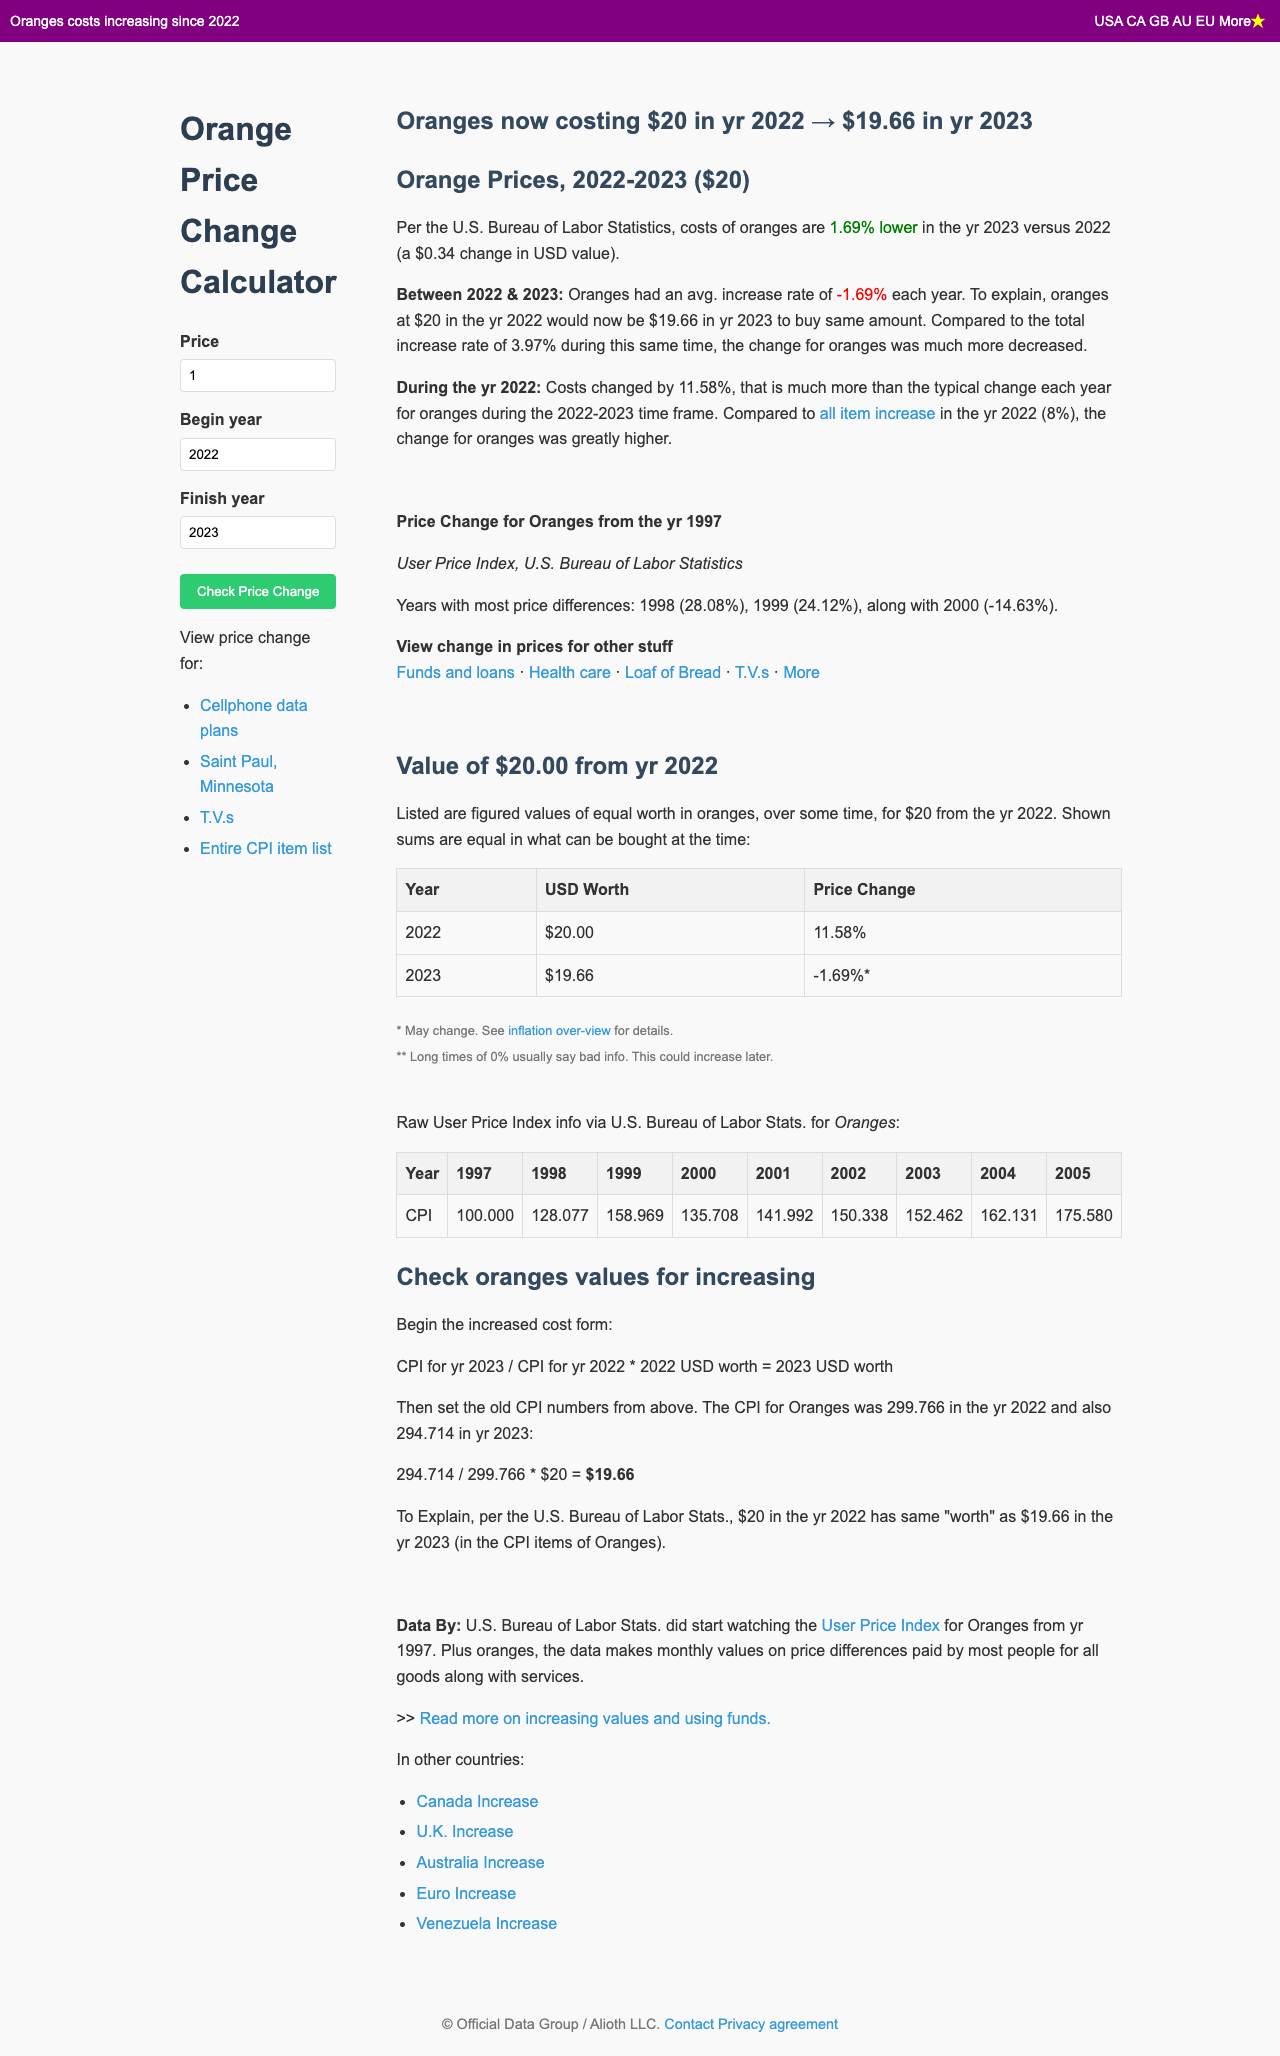 Oranges costs increasing since 2022
USA CA GB AU EU More★
Orange
Price
Change
Calculator
Price
1
Begin year
2022
Finish year
2023
Check Price Change
View price change
for:
• Cellphone data
plans
• Saint Paul,
Minnesota
• T.V.s
• Entire CPI item list
Oranges now costing $20 in yr 2022 → $19.66 in yr 2023
Orange Prices, 2022-2023 ($20)
Per the U.S. Bureau of Labor Statistics, costs of oranges are 1.69% lower in the yr 2023 versus 2022
(a $0.34 change in USD value).
Between 2022 & 2023: Oranges had an avg. increase rate of -1.69% each year. To explain, oranges
at $20 in the yr 2022 would now be $19.66 in yr 2023 to buy same amount. Compared to the total
increase rate of 3.97% during this same time, the change for oranges was much more decreased.
During the yr 2022: Costs changed by 11.58%, that is much more than the typical change each year
for oranges during the 2022-2023 time frame. Compared to all item increase in the yr 2022 (8%), the
change for oranges was greatly higher.
Price Change for Oranges from the yr 1997
User Price Index, U.S. Bureau of Labor Statistics
Years with most price differences: 1998 (28.08%), 1999 (24.12%), along with 2000 (-14.63%).
View change in prices for other stuff
Funds and loans · Health care · Loaf of Bread · T.V.s · More
Value of $20.00 from yr 2022
Listed are figured values of equal worth in oranges, over some time, for $20 from the yr 2022. Shown
sums are equal in what can be bought at the time:
Year USD Worth Price Change
2022 $20.00 11.58%
2023 $19.66 -1.69%*
* May change. See inflation over-view for details.
** Long times of 0% usually say bad info. This could increase later.
Raw User Price Index info via U.S. Bureau of Labor Stats. for Oranges:
Year 1997 1998 1999 2000 2001 2002 2003 2004 2005
CPI 100.000 128.077 158.969 135.708 141.992 150.338 152.462 162.131 175.580
Check oranges values for increasing
Begin the increased cost form:
CPI for yr 2023 / CPI for yr 2022 * 2022 USD worth = 2023 USD worth
Then set the old CPI numbers from above. The CPI for Oranges was 299.766 in the yr 2022 and also
294.714 in yr 2023:
294.714 / 299.766 * $20 = $19.66
To Explain, per the U.S. Bureau of Labor Stats., $20 in the yr 2022 has same "worth" as $19.66 in the
yr 2023 (in the CPI items of Oranges).
Data By: U.S. Bureau of Labor Stats. did start watching the User Price Index for Oranges from yr
1997. Plus oranges, the data makes monthly values on price differences paid by most people for all
goods along with services.
>> Read more on increasing values and using funds.
In other countries:
• Canada Increase
• U.K. Increase
• Australia Increase
• Euro Increase
• Venezuela Increase
© Official Data Group / Alioth LLC. Contact Privacy agreement